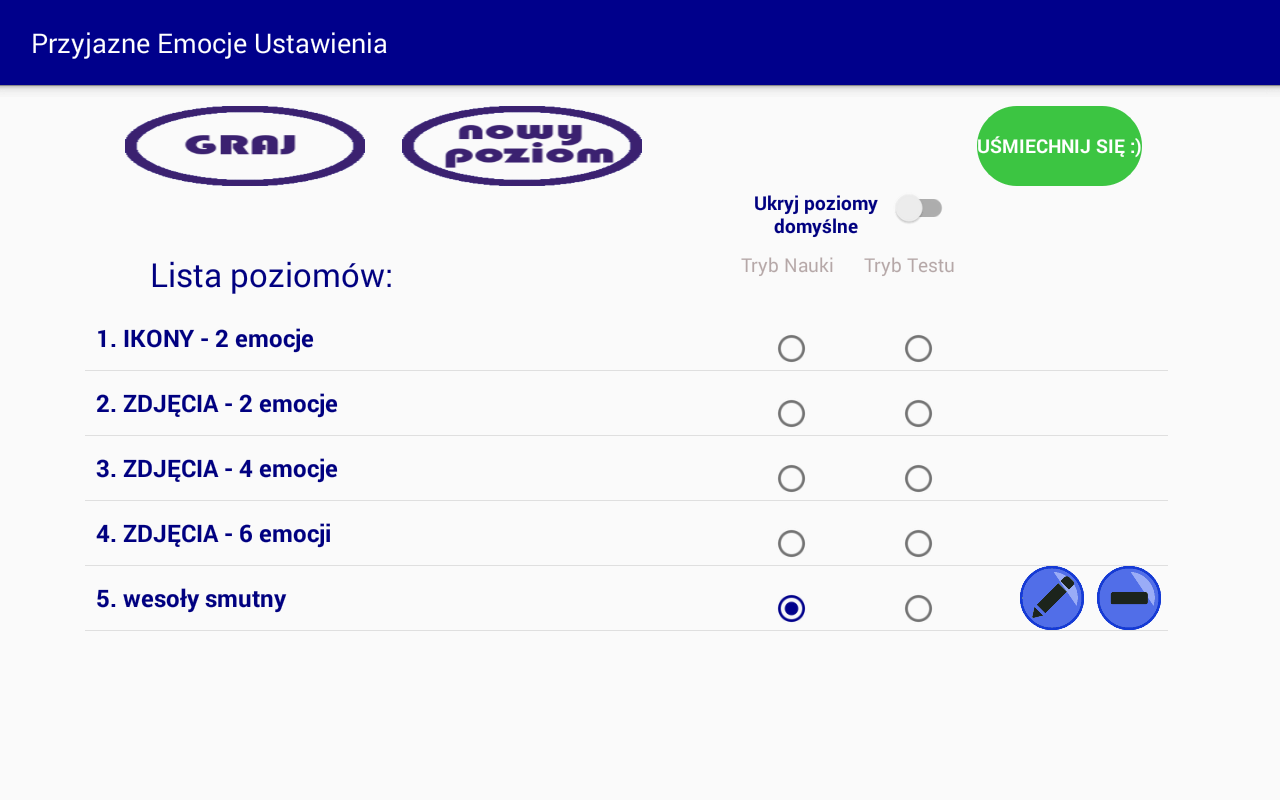 Przyjazne Emocje Ustawienia
GRAJ
nowy
poziom
UŚMIECHNIJ SIĘ :)
Ukryj poziomy
domyślne
Tryb Nauki Tryb Testu
Lista poziomów:
1. IKONY - 2 emocje
2. ZDJĘCIA - 2 emocje
3. ZDJĘCIA - 4 emocje
4. ZDJĘCIA - 6 emocji
5. wesoły smutny